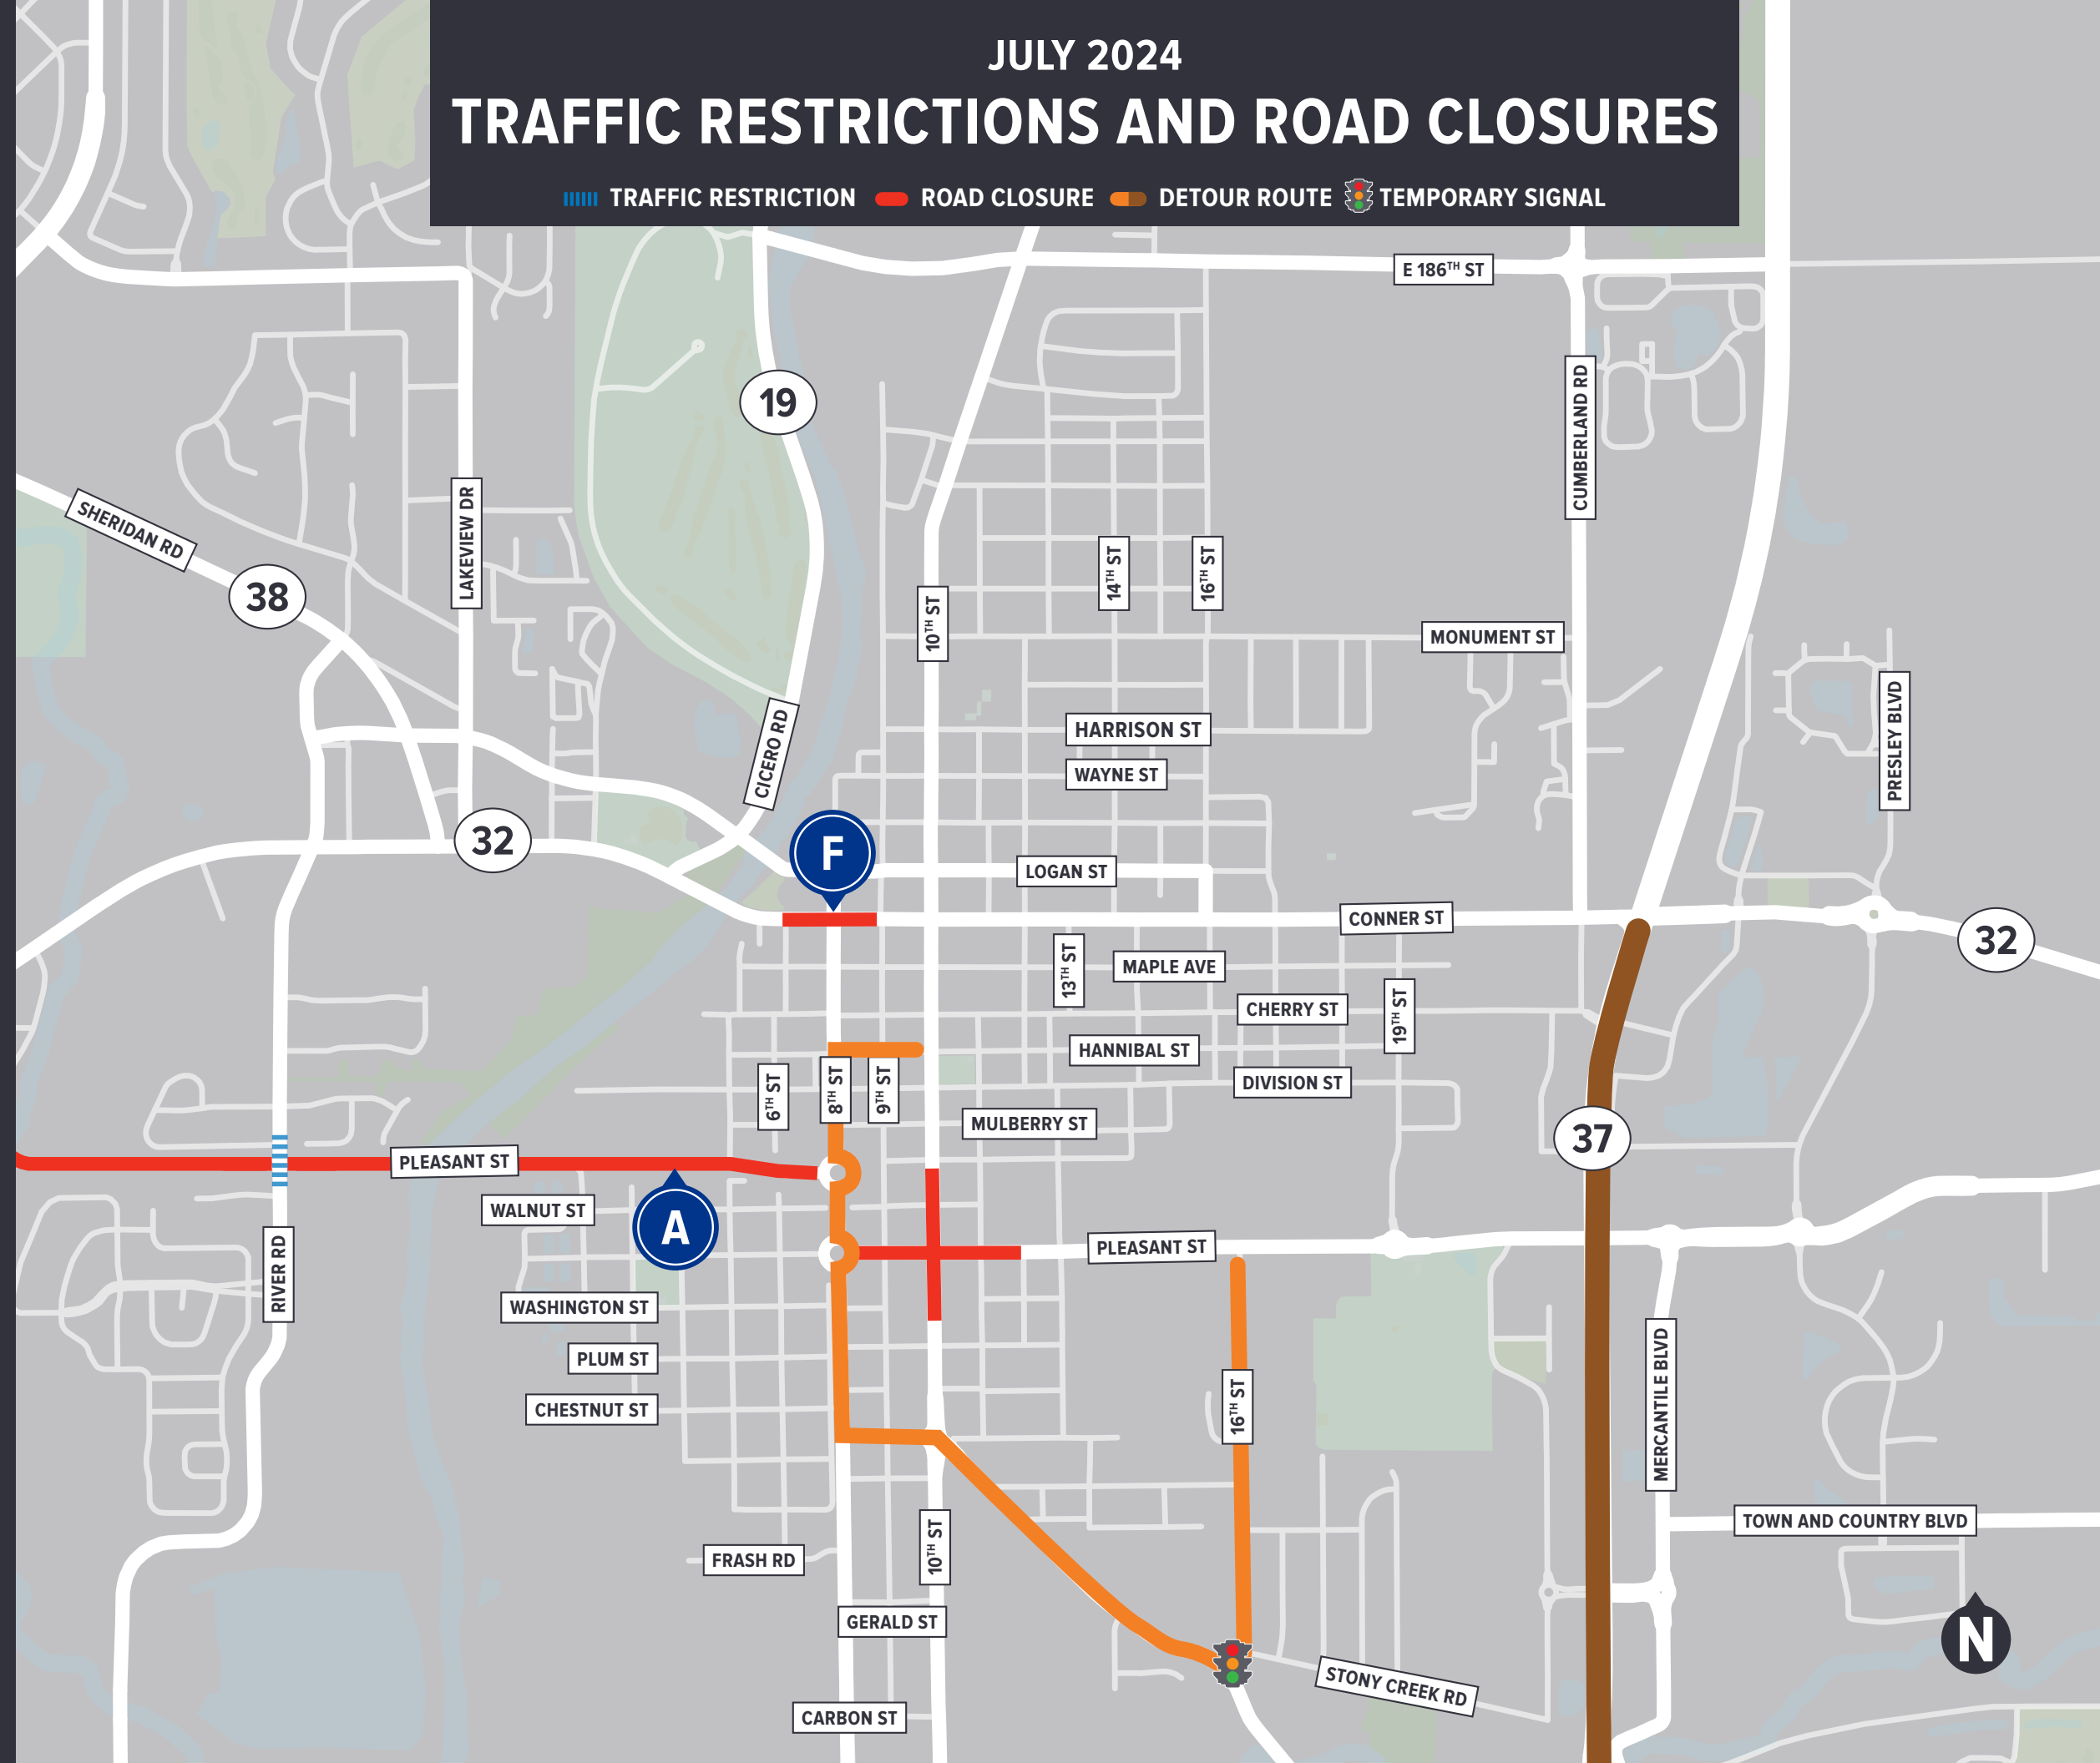 JULY 2024
TRAFFIC RESTRICTIONS AND ROAD CLOSURES
TRAFFIC RESTRICTION
ROAD CLOSURE
DETOUR ROUTE
TEMPORARY SIGNAL
E 186TH ST
19
CUMBERLAND RD
SHERIDAN RD
LAKEVIEW DR
38
14TH ST
16TH ST
10TH ST
MONUMENT ST
HARRISON ST
PRESLEY BLVD
CICERO RD
WAYNE ST
32
F
LOGAN ST
CONNER ST
32
13TH ST
MAPLE AVE
CHERRY ST
19TH ST
HANNIBAL ST
DIVISION ST
6TH ST
8TH ST
9TH ST
MULBERRY ST
37
PLEASANT ST
WALNUT ST
A
PLEASANT ST
RIVER RD
WASHINGTON ST
PLUM ST
CHESTNUT ST
16TH ST
MERCANTILE BLVD
TOWN AND COUNTRY BLVD
10TH ST
FRASH RD
GERALD ST
N
STONY CREEK RD
CARBON ST